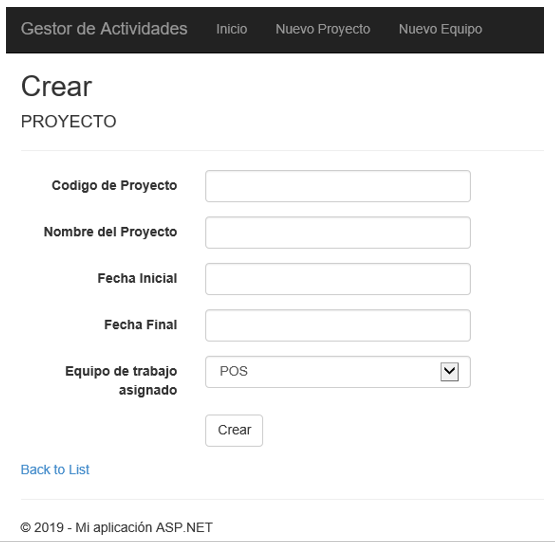 Gestor de Actividades Inicio Nuevo Proyecto Nuevo Equipo
Crear
PROYECTO
Codigo de Proyecto
Nombre del Proyecto
Fecha Inicial
Fecha Final
Equipo de trabajo asignado POS
Crear
Back to List
© 2019 - Mi aplicación ASP.NET